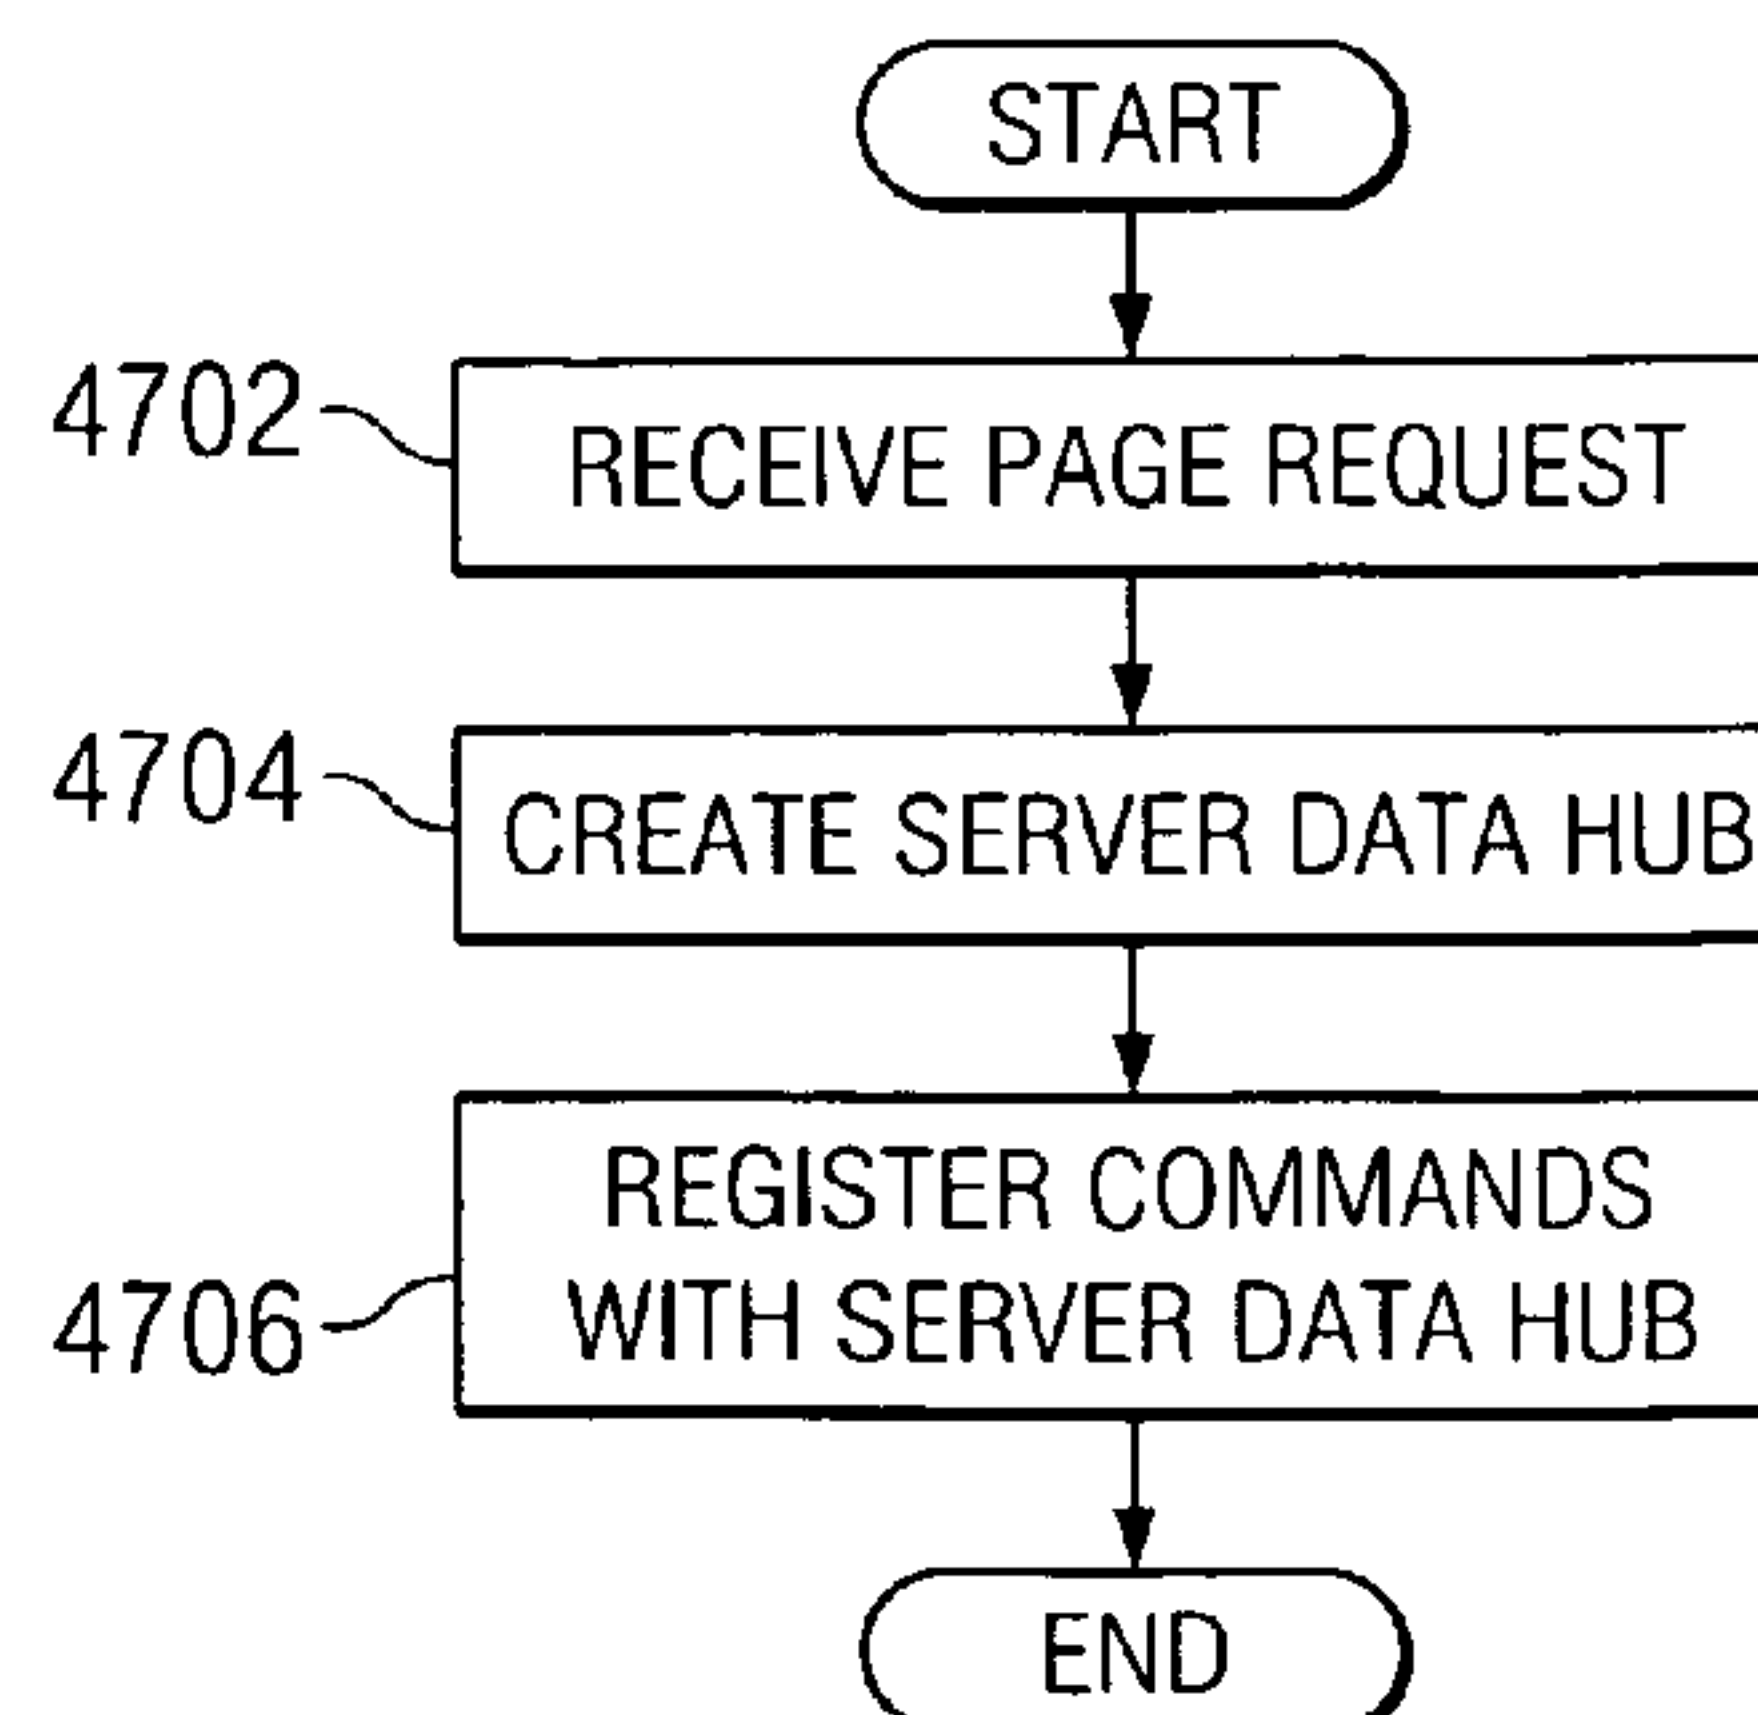 START
4702
RECEIVE PAGE REQUEST
4704
CREATE SERVER DATA HUB
REGISTER COMMANDS
WITH SERVER DATA HUB
4706
END